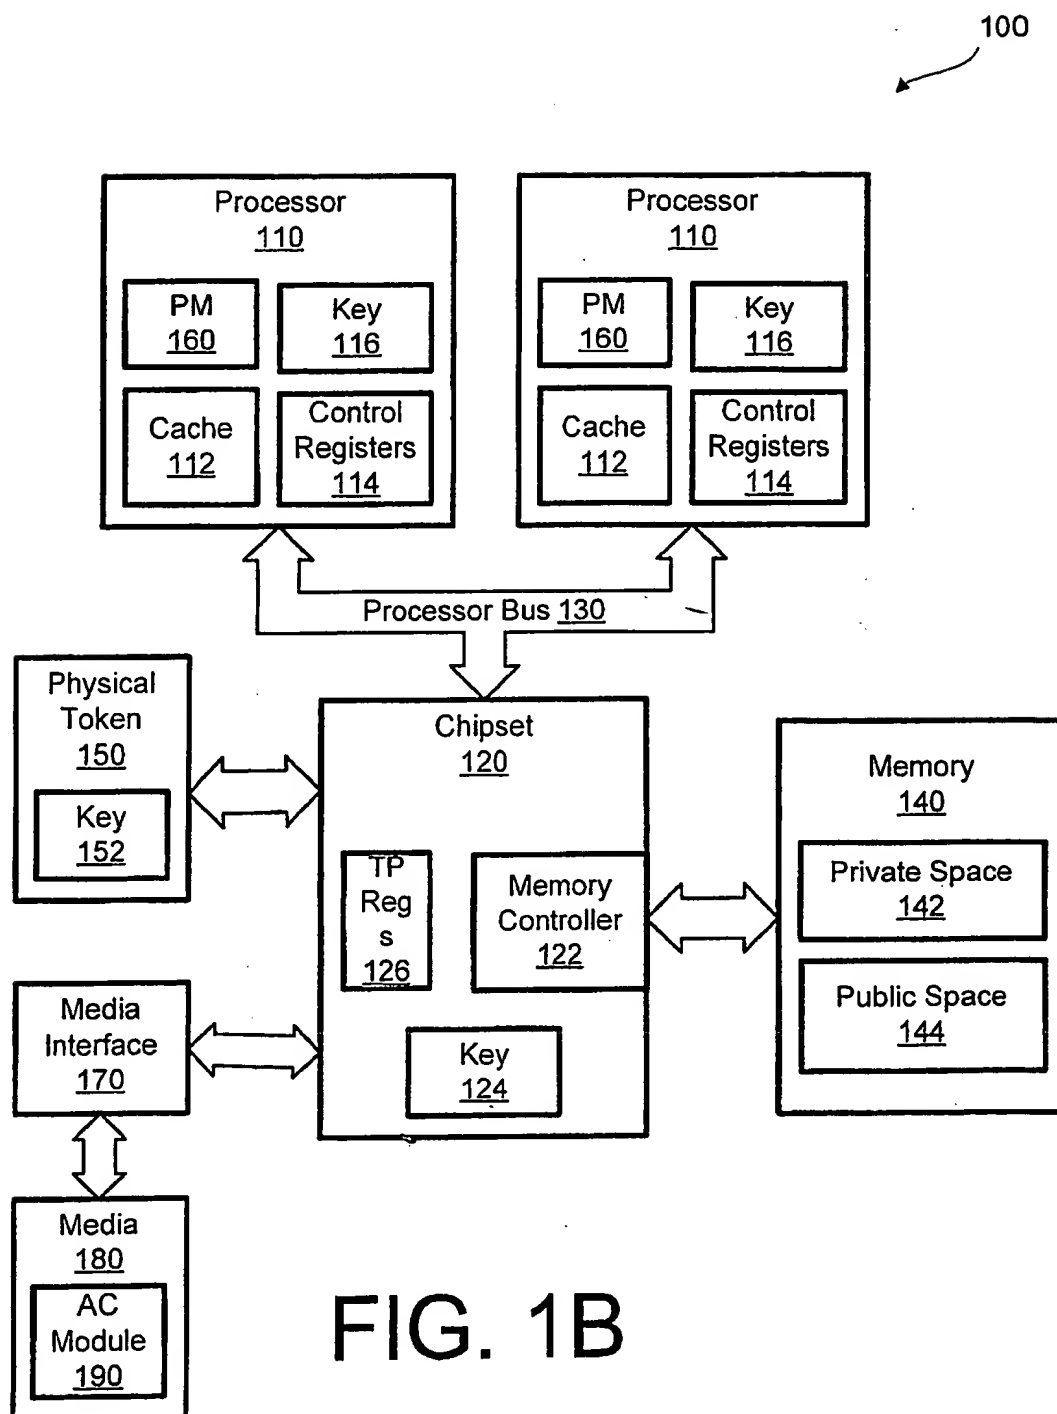 100
Processor
110
PM
160
Key
116
Cache
112
Control
Registers
114
Processor
110
PM
160
Key
116
Cache
112
Control
Registers
114
Processor Bus 130
Physical
Token
150
Key
152
Chipset
120
TP
Reg
s
126
Memory
Controller
122
Key
124
Memory
140
Private Space
142
Public Space
144
Media
Interface
170
Media
180
AC
Module
190
FIG. 1B